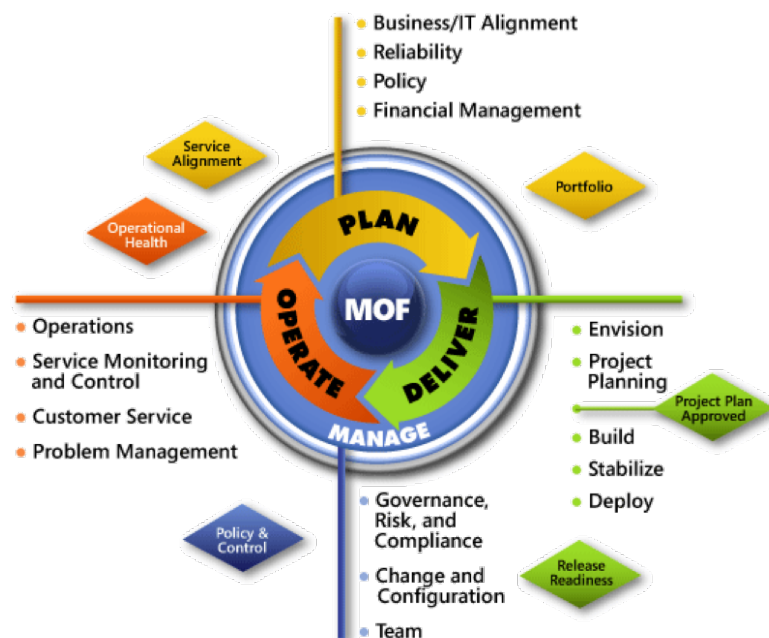 Business/IT Alignment
Reliability
Policy
Financial Management
Service
Alignment
Portfolio
Operational
Health
PLAN
MOF
OPERATE
DELIVER
MANAGE
Operations
Service Monitoring
and Control
Customer Service
Problem Management
Envision
Project
Planning
Project Plan
Approved
Build
Stabilize
Deploy
Policy &
Control
Governance,
Risk, and
Compliance
Change and
Configuration
Team
Release
Readiness